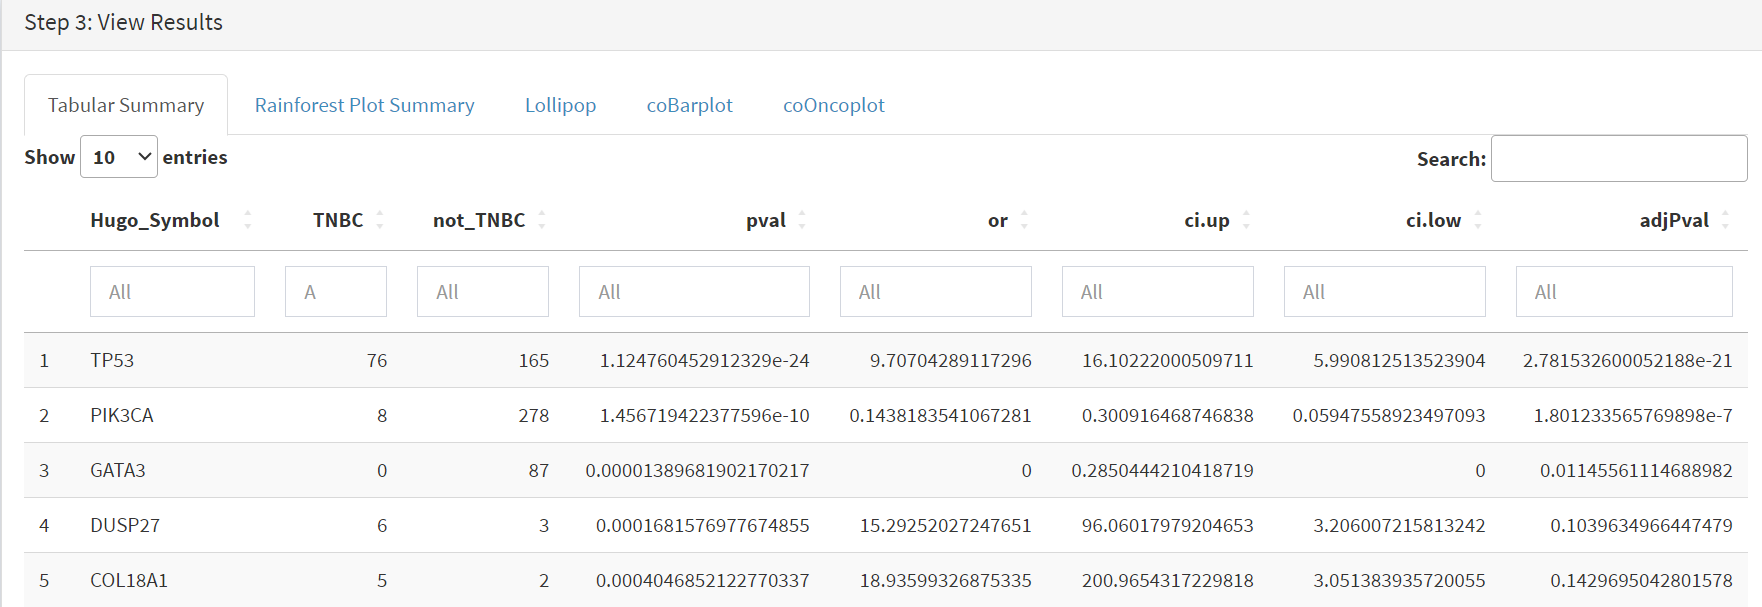 Step 3: View Results
Tabular Summary Rainforest Plot Summary Lollipop coBarplot coOncoplot
Show 10 entries Search:
Hugo_Symbol TNBC not_TNBC pval or ci.up ci.low adjPval
All A All All All All All All
1 TP53 76 165 1.124760452912329e-24 9.70704289117296 16.10222000509711 5.990812513523904 2.781532600052188e-21
2 PIK3CA 8 278 1.456719422377596e-10 0.1438183541067281 0.300916468746838 0.05947558923497093 1.801233565769898e-7
3 GATA3 0 87 0.00001389681902170217 0 0.2850444210418719 0 0.01145561114688982
4 DUSP27 6 3 0.0001681576977674855 15.29252027247651 96.06017979204653 3.206007215813242 0.1039634966447479
5 COL18A1 5 2 0.0004046852122770337 18.93599326875335 200.9654317229818 3.051383935720055 0.1429695042801578